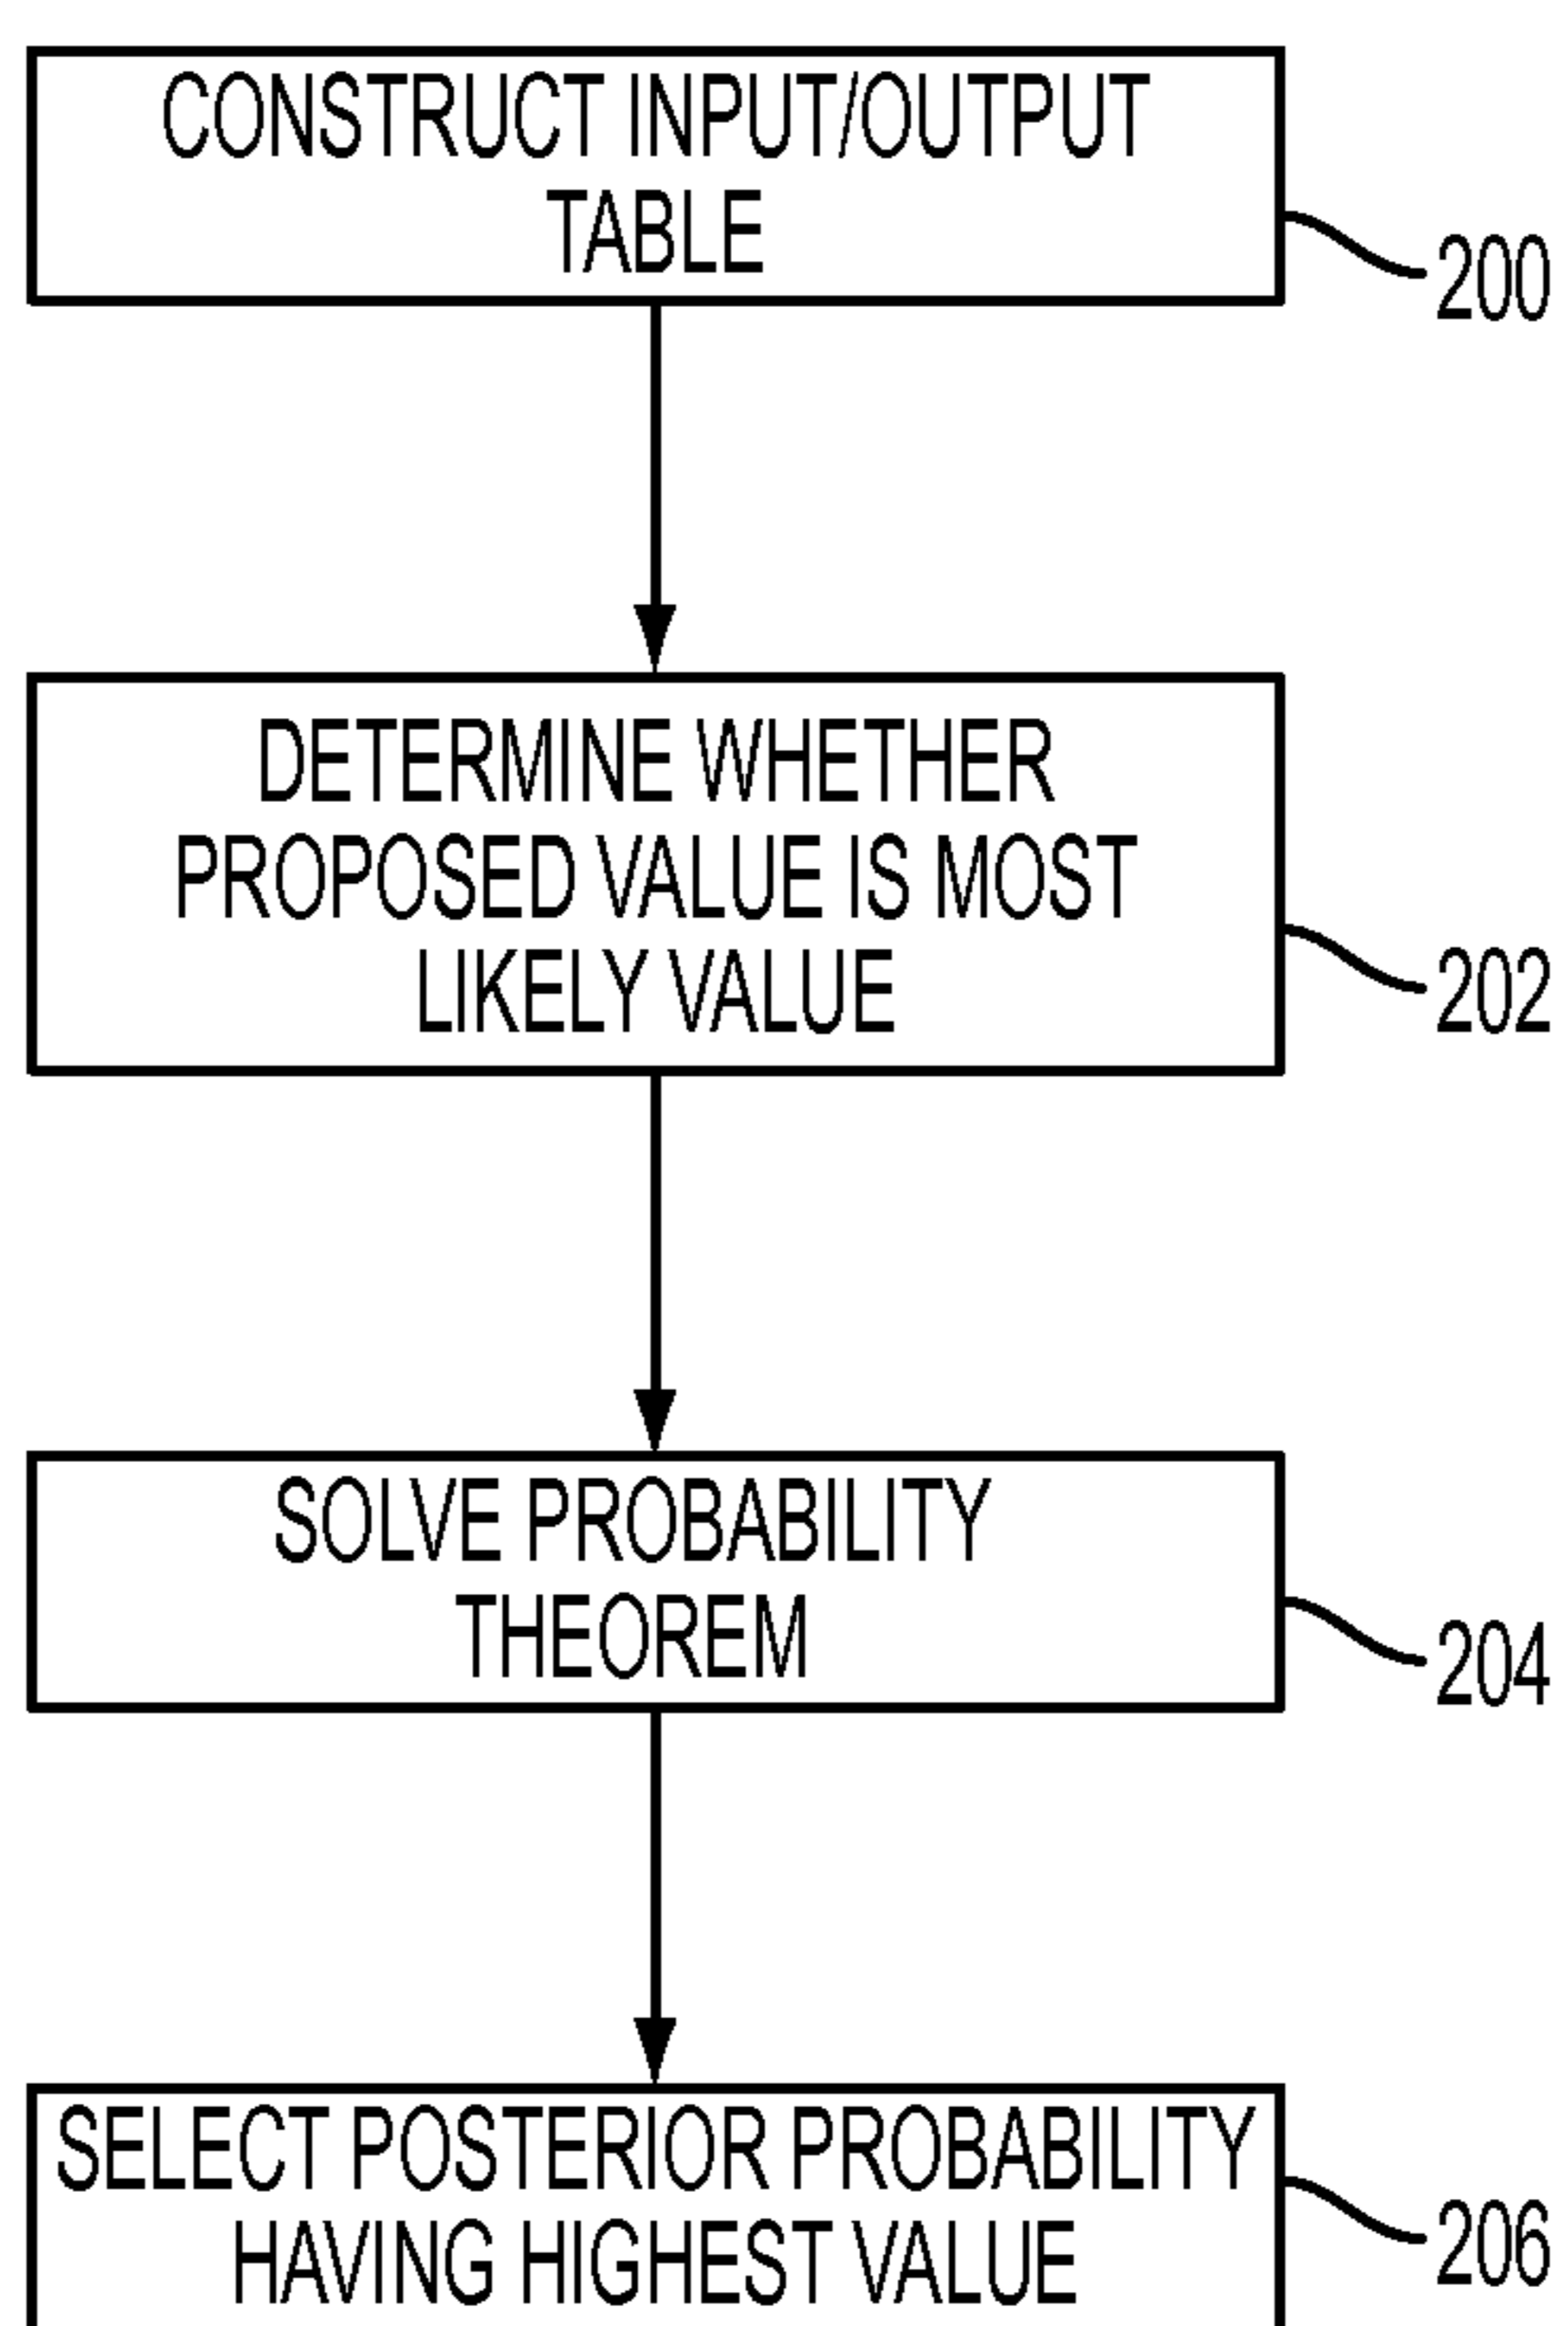 CONSTRUCT INPUT/OUTPUT
TABLE
200
DETERMINE WHETHER
PROPOSED VALUE IS MOST
LIKELY VALUE
202
SOLVE PROBABILITY
THEOREM
204
SELECT POSTERIOR PROBABILITY
HAVING HIGHEST VALUE
206